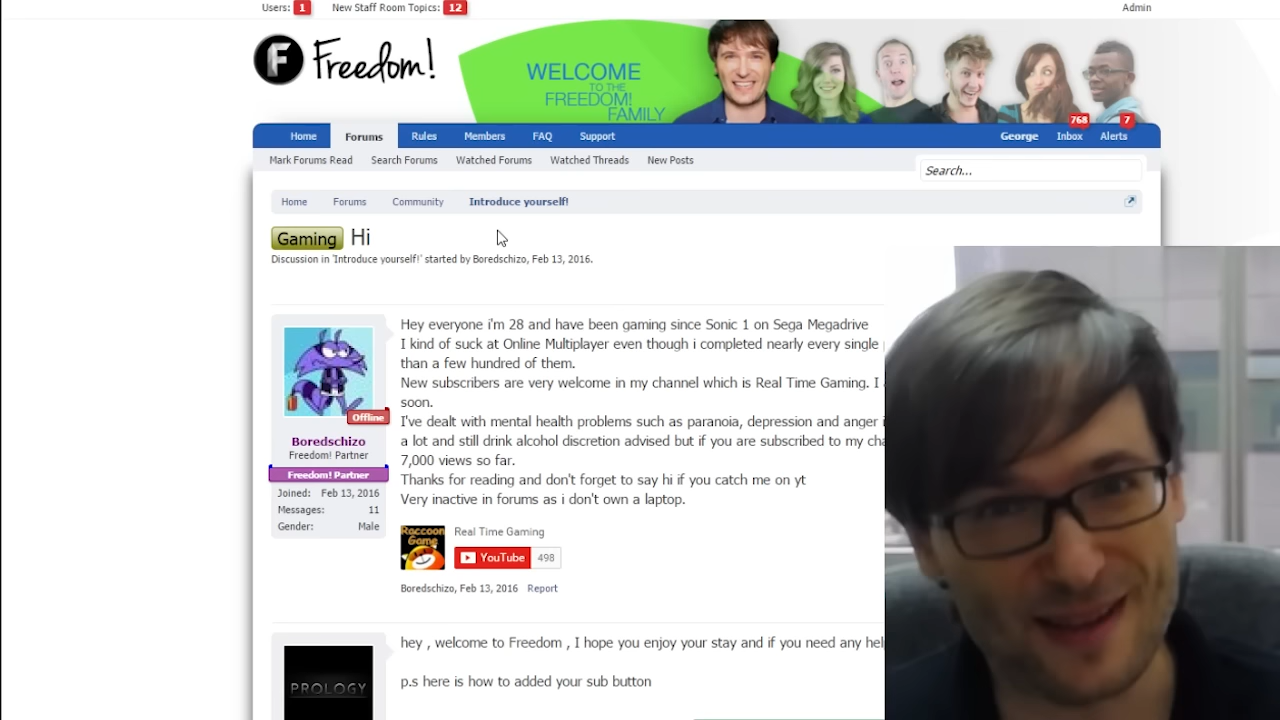 Users: 1 New Staff Room Topics: 12 Admin
F Freedom!
WELCOME
TO THE
FREEDOM!
FAMILY
Home Forums Rules Members FAQ Support George Inbox 768 Alerts 7
Mark Forums Read Search Forums Watched Forums Watched Threads New Posts
Search...
Home Forums Community Introduce yourself!
Gaming Hi
Discussion in 'Introduce yourself!' started by Boredschizo, Feb 13, 2016.
Hey everyone i'm 28 and have been gaming since Sonic 1 on Sega Megadrive
I kind of suck at Online Multiplayer even though i completed nearly every single
than a few hundred of them.
New subscribers are very welcome in my channel which is Real Time Gaming. I
soon.
I've dealt with mental health problems such as paranoia, depression and anger
a lot and still drink alcohol discretion advised but if you are subscribed to my
7,000 views so far.
Thanks for reading and don't forget to say hi if you catch me on yt
Very inactive in forums as i don't own a laptop.
Offline
Boredschizo
Freedom! Partner
Freedom! Partner
Joined: Feb 13, 2016
Messages: 11
Gender: Male
Raccoon
Game
Real Time Gaming
YouTube 498
Boredschizo, Feb 13, 2016 Report
hey , welcome to Freedom , I hope you enjoy your stay and if you need any
p.s here is how to added your sub button
PROLOGY